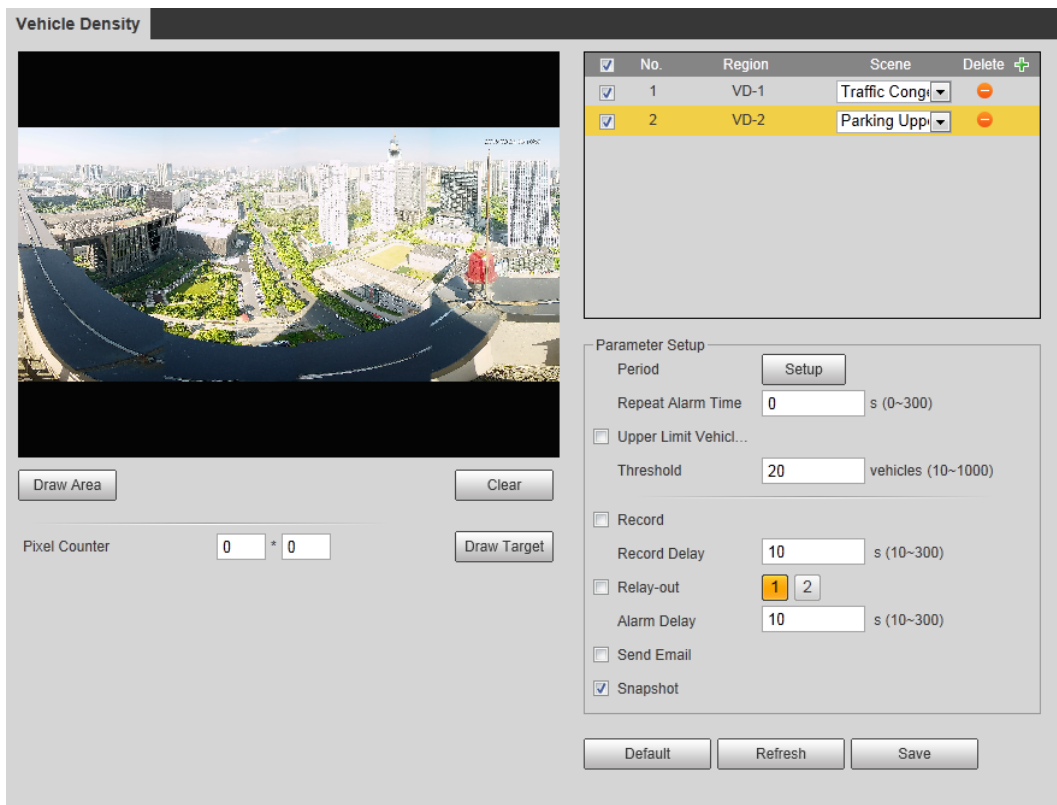 Vehicle Density
No. Region Scene Delete
1 VD-1 Traffic Conge
2 VD-2 Parking Uppe
Parameter Setup
Period Setup
Repeat Alarm Time 0 s (0~300)
Upper Limit Vehicl...
Threshold 20 vehicles (10~1000)
Draw Area Clear
Record
Pixel Counter 0 * 0 Draw Target
Record Delay 10 s (10~300)
Relay-out 1 2
Alarm Delay 10 s (10~300)
Send Email
Snapshot
Default Refresh Save